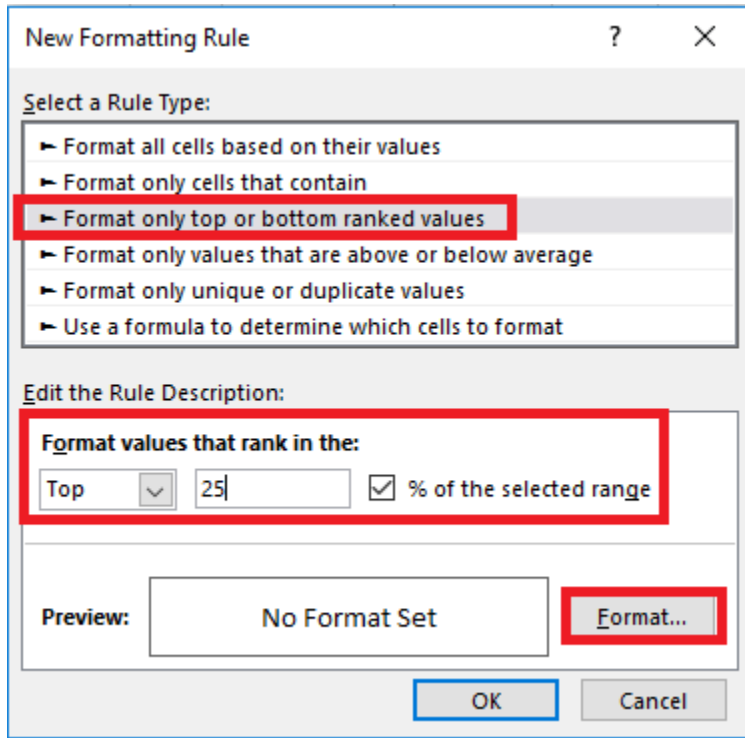 New Formatting Rule ? ×
Select a Rule Type:
► Format all cells based on their values
► Format only cells that contain
► Format only top or bottom ranked values
► Format only values that are above or below average
► Format only unique or duplicate values
► Use a formula to determine which cells to format
Edit the Rule Description:
Format values that rank in the:
Top 25 % of the selected range
Preview: No Format Set Format...
OK Cancel